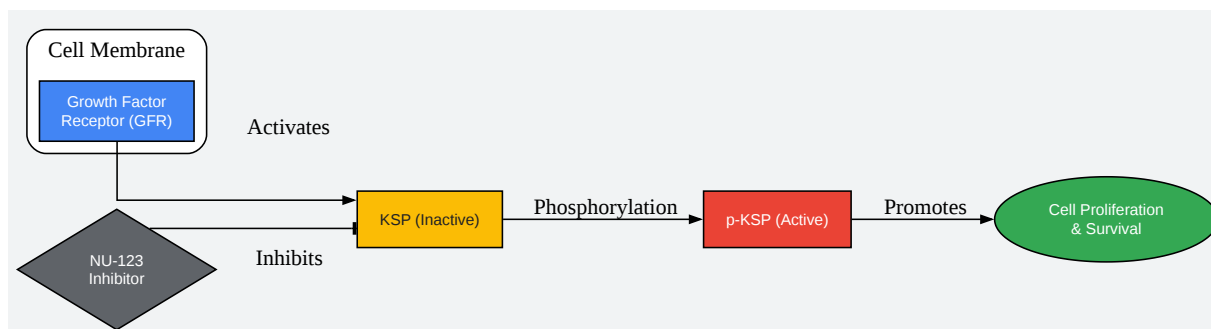 Cell Membrane
Growth Factor
Receptor (GFR)
Activates
KSP (Inactive)
Phosphorylation
p-KSP (Active)
Promotes
Cell Proliferation
& Survival
NU-123
Inhibitor
Inhibits